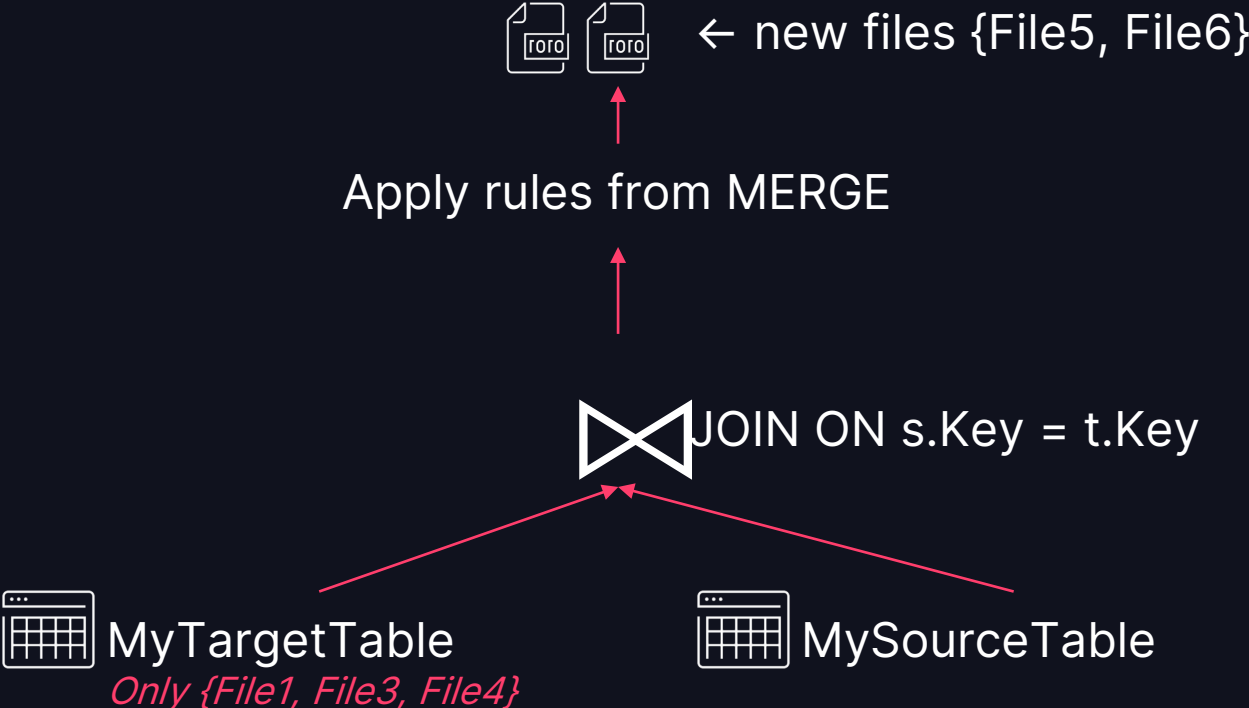 roro roro ← new files {File5, File6}
Apply rules from MERGE
JOIN ON s.Key = t.Key
MyTargetTable
Only {File1, File3, File4}
MySourceTable